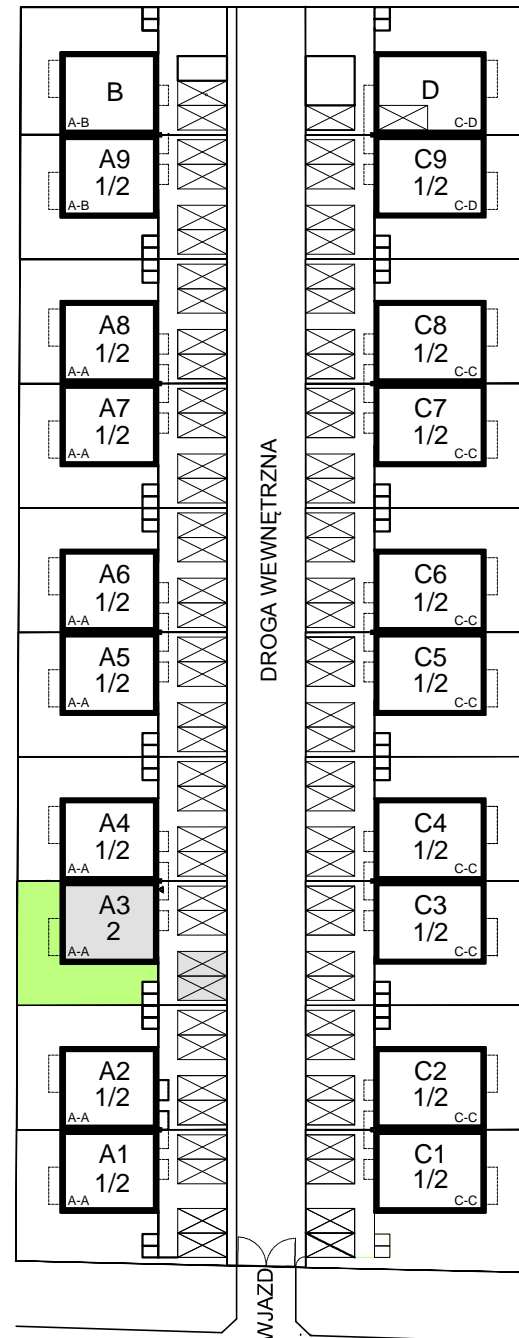 B
A-B
D
C-D
A9
1/2
A-B
C9
1/2
C-D
A8
1/2
A-A
C8
1/2
C-C
A7
1/2
A-A
C7
1/2
C-C
DROGA WEWNĘTRZNA
A6
1/2
A-A
C6
1/2
C-C
A5
1/2
A-A
C5
1/2
C-C
A4
1/2
A-A
C4
1/2
C-C
A3
2
A-A
C3
1/2
C-C
A2
1/2
A-A
C2
1/2
C-C
A1
1/2
A-A
C1
1/2
C-C
WJAZD